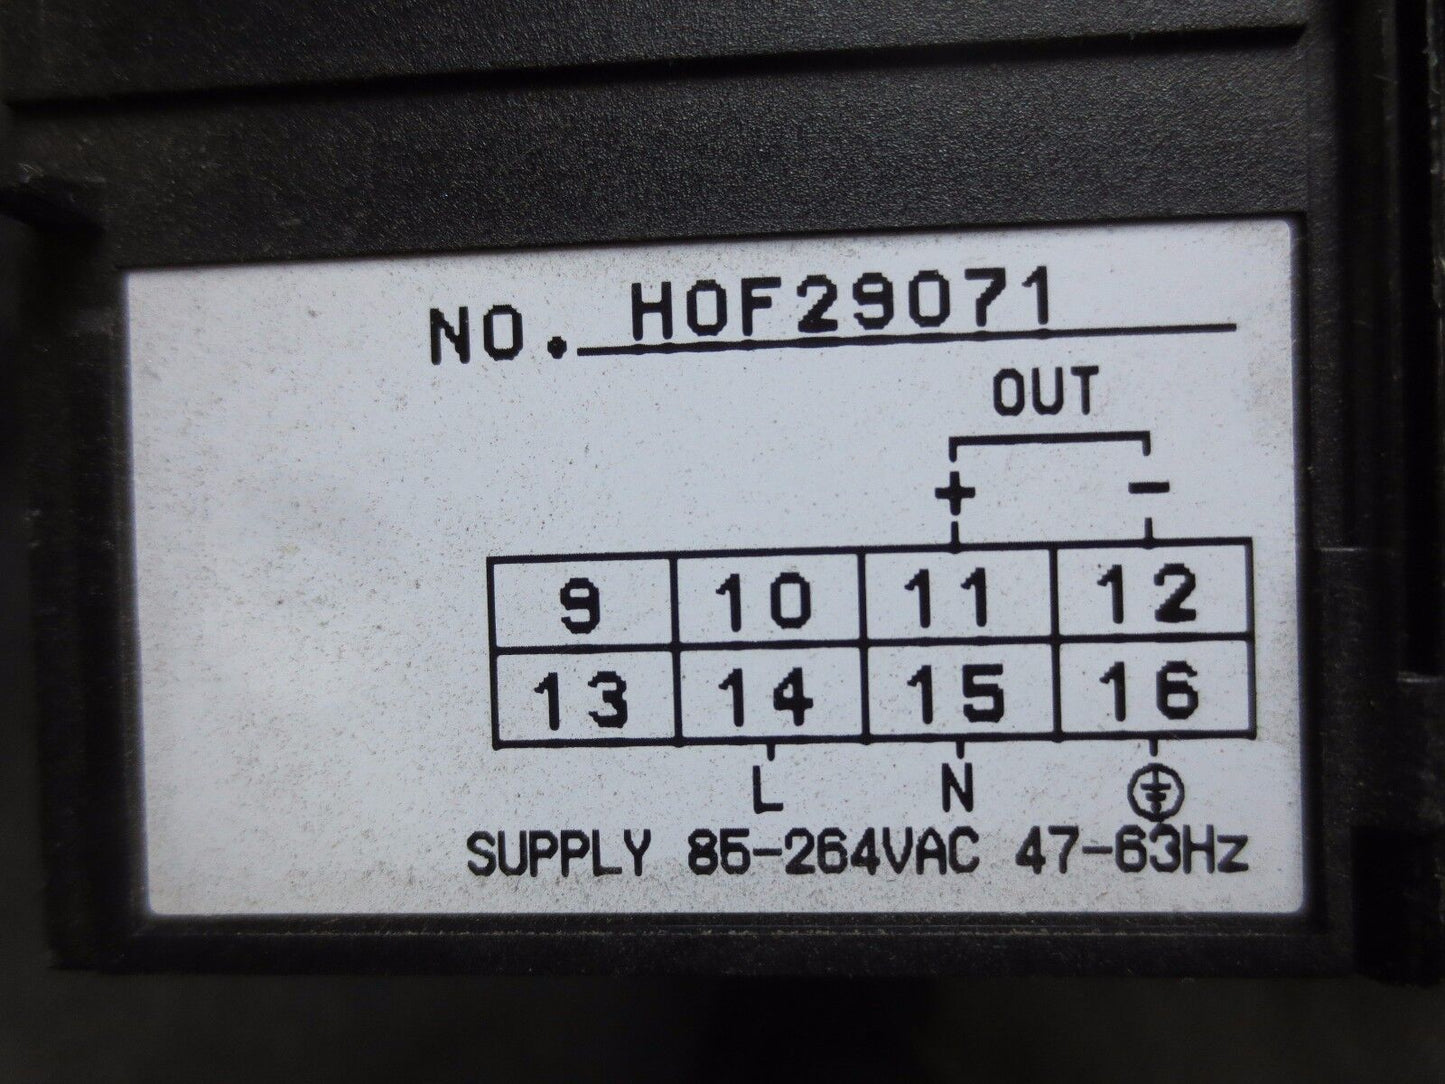 NO. HOF29071
OUT
+ -
9 10 11 12
13 14 15 16
L N
SUPPLY 85-264VAC 47-63Hz